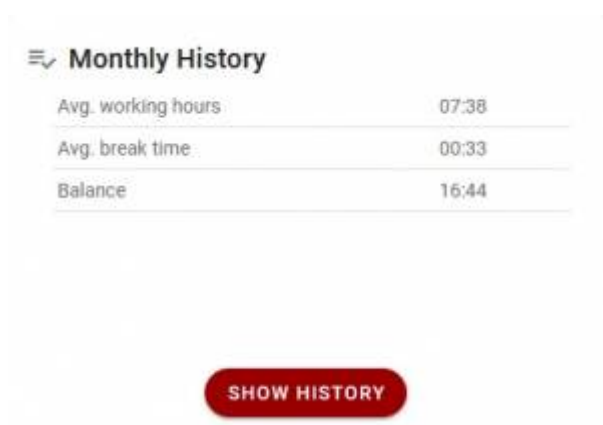 Monthly History
Avg. working hours 07:38
Avg. break time 00:33
Balance 16:44
SHOW HISTORY